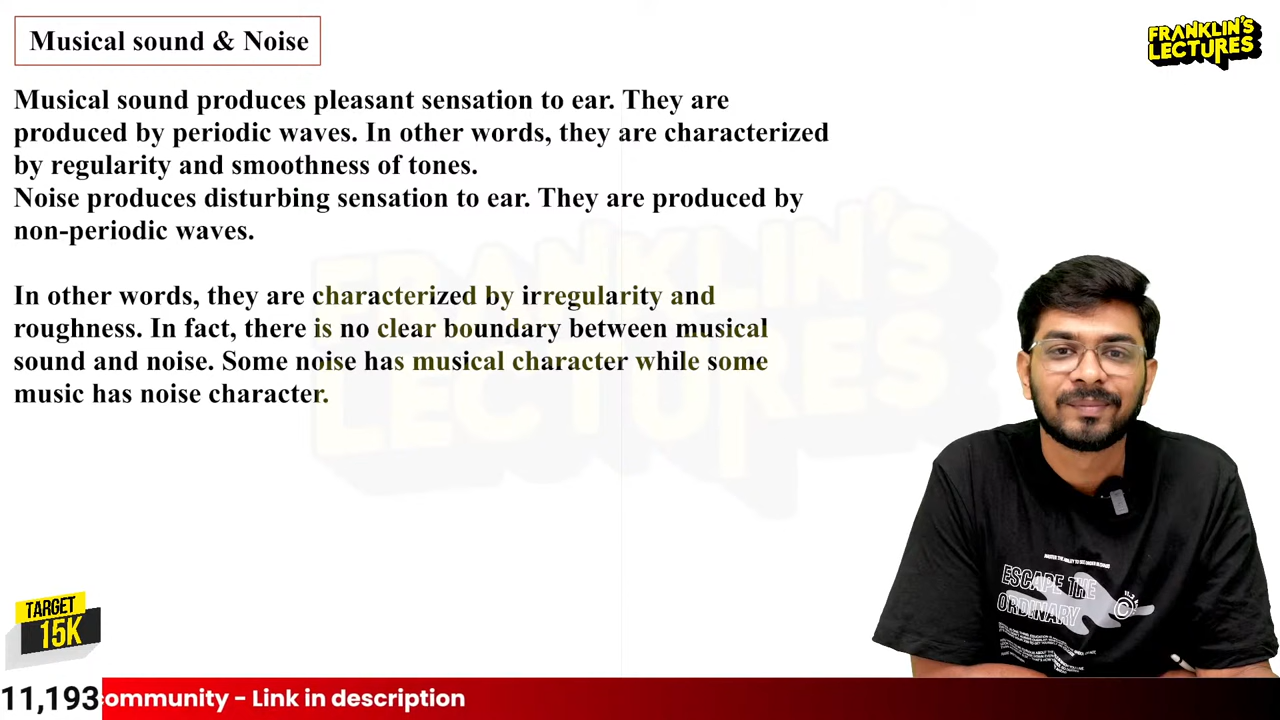 Musical sound & Noise
FRANKLIN'S
LECTURES
Musical sound produces pleasant sensation to ear. They are
produced by periodic waves. In other words, they are characterized
by regularity and smoothness of tones.
Noise produces disturbing sensation to ear. They are produced by
non-periodic waves.
In other words, they are characterized by irregularity and
roughness. In fact, there is no clear boundary between musical
sound and noise. Some noise has musical character while some
music has noise character.
FRANKLIN'S
LECTURES
ESCAPE THE
ORDINARY
TARGET
15K
11,193
ommunity - Link in description